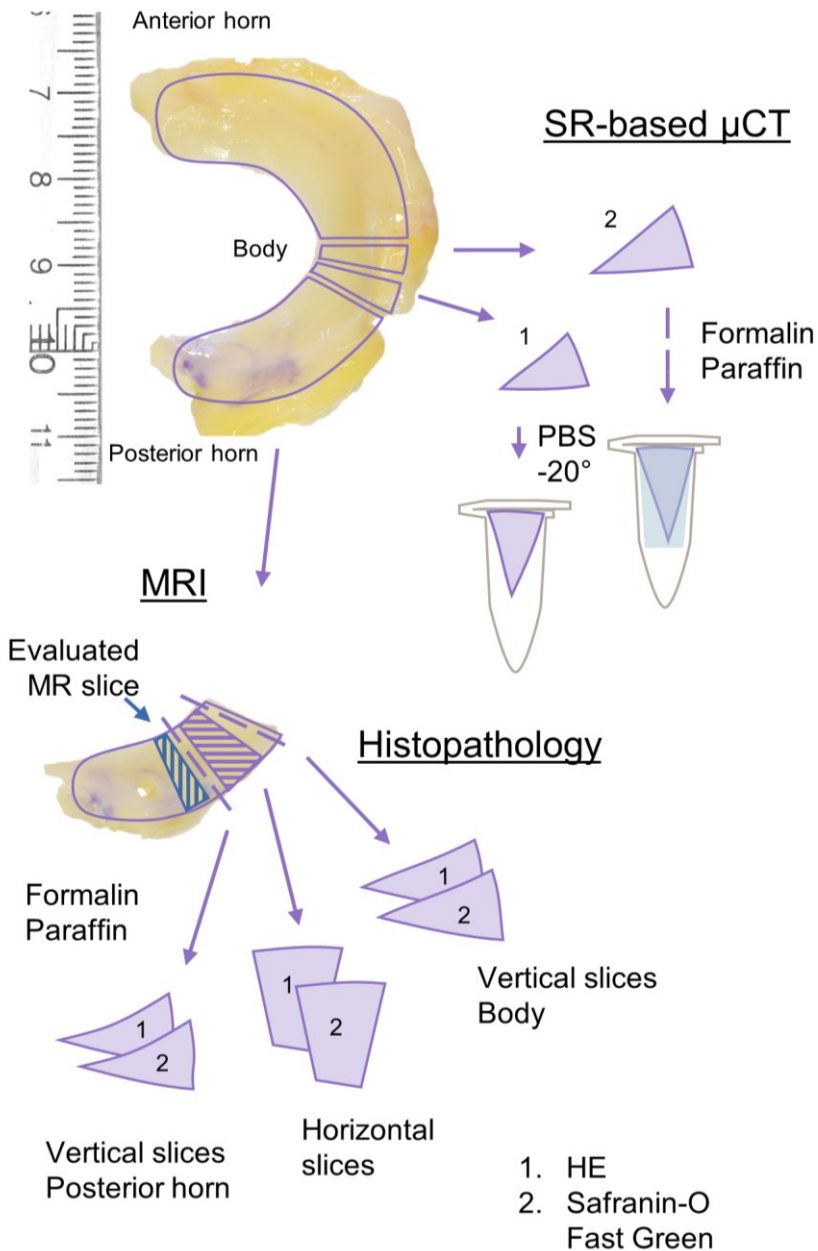 Anterior horn
7
8
9
10
11
SR-based µCT
Body
2
1
Formalin
Paraffin
PBS
-20°
Posterior horn
MRI
Evaluated
MR slice
Histopathology
Formalin
Paraffin
1
2
Vertical slices
Body
1
2
1
2
Vertical slices
Posterior horn
Horizontal
slices
1. HE
2. Safranin-O
Fast Green